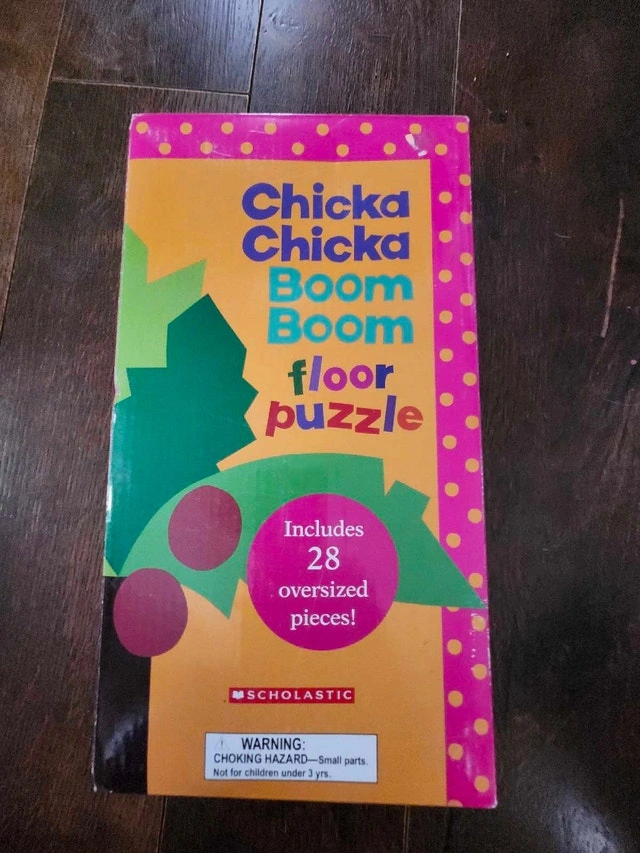 Chicka
Chicka
Boom
Boom
floor
puzzle
Includes
28
oversized
pieces!
SCHOLASTIC
WARNING:
CHOKING HAZARD—Small parts.
Not for children under 3 yrs.